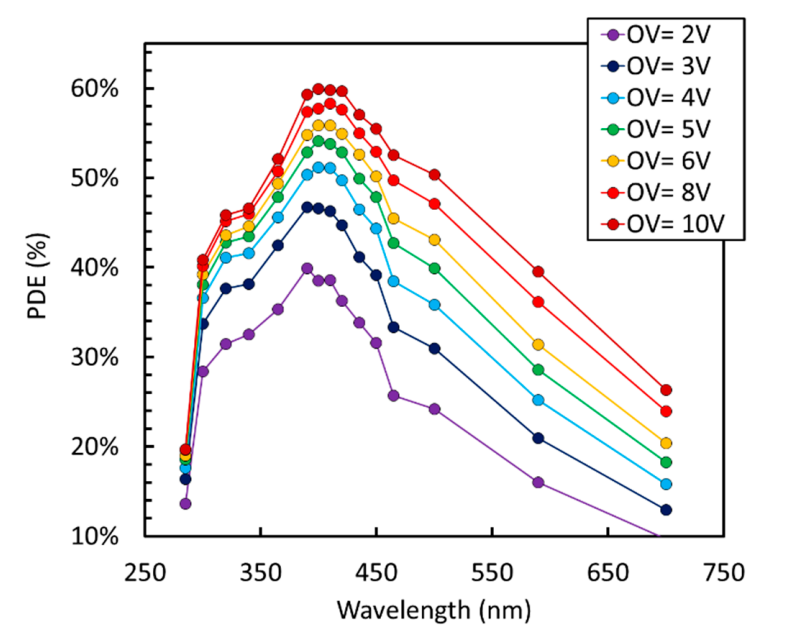 OV= 2V
OV= 3V
OV= 4V
OV= 5V
OV= 6V
OV= 8V
OV= 10V
60%
50%
40%
30%
20%
10%
PDE (%)
250 350 450 550 650 750
Wavelength (nm)